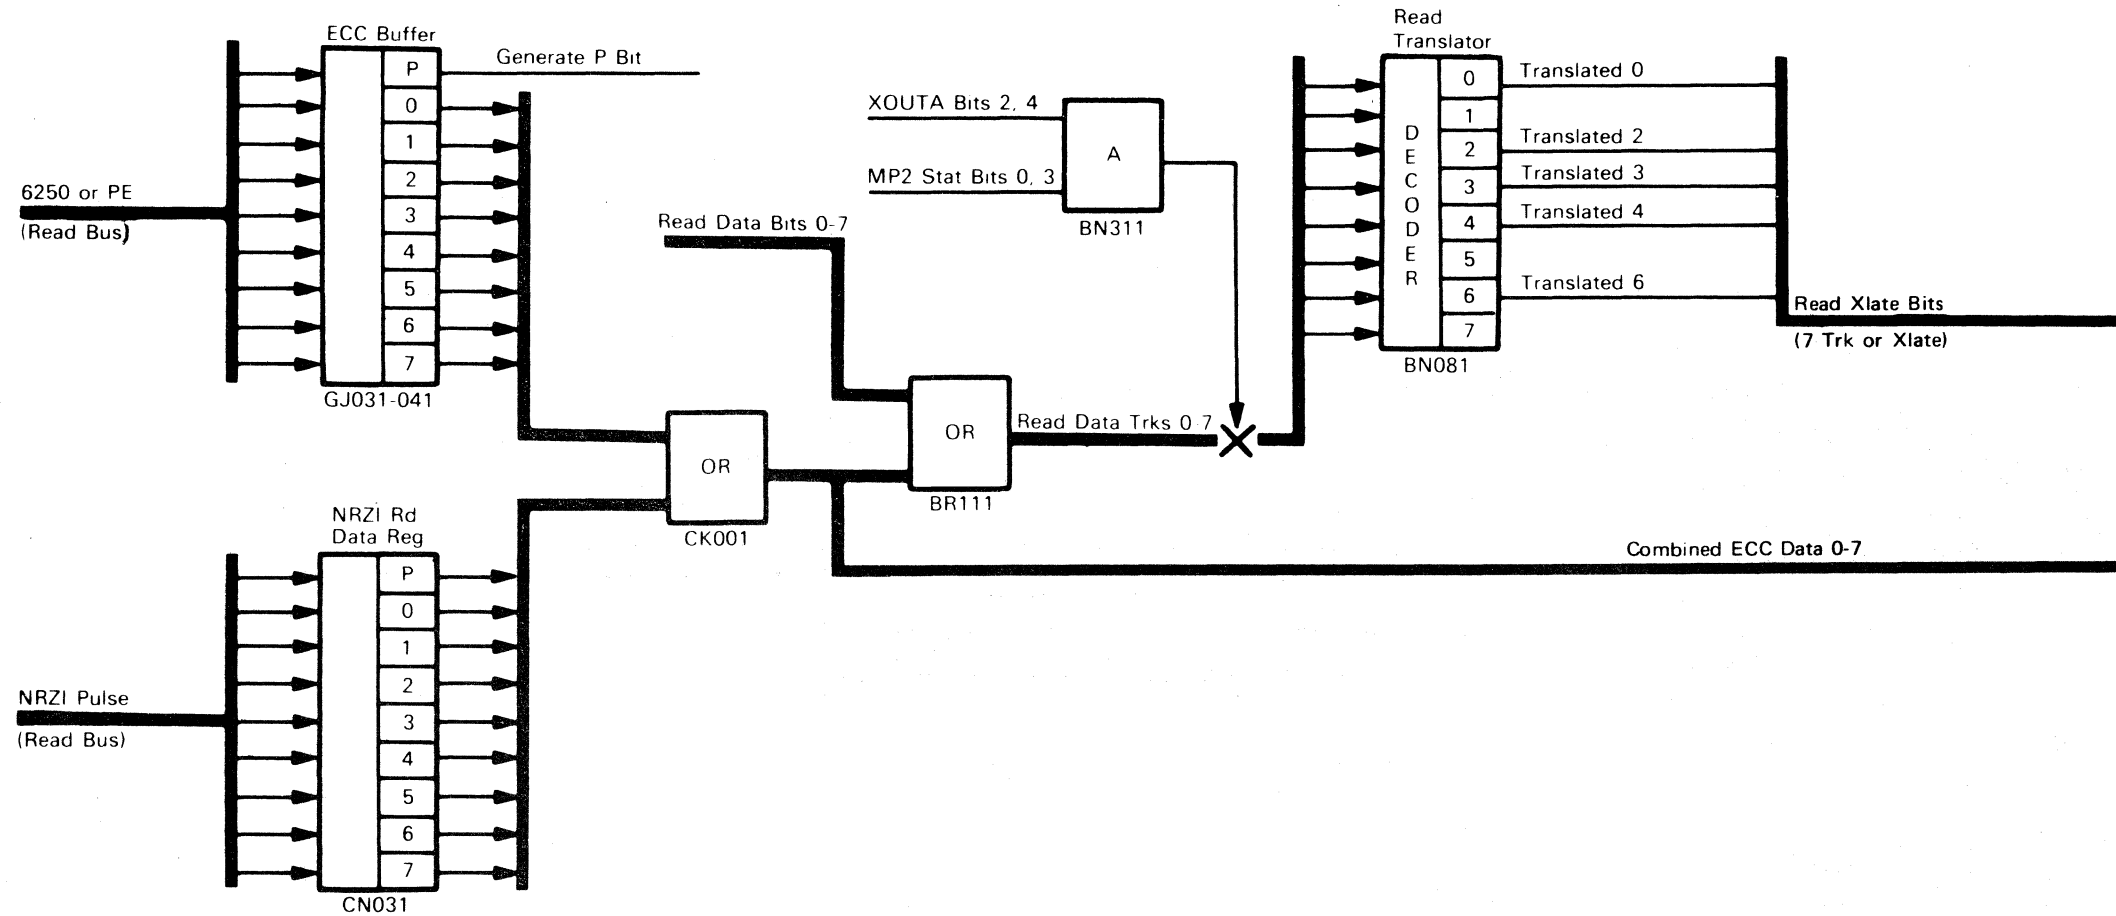 ECC Buffer
P
0
1
2
3
4
5
6
7
GJ031-041
Generate P Bit
6250 or PE
(Read Bus)
NRZI Rd
Data Reg
P
0
1
2
3
4
5
6
7
CN031
NRZI Pulse
(Read Bus)
OR
CK001
Read Data Bits 0-7
OR
BR111
XOUTA Bits 2, 4
MP2 Stat Bits 0, 3
A
BN311
Read Data Trks 0-7
Read
Translator
DECODER
0
1
2
3
4
5
6
7
BN081
Translated 0
Translated 2
Translated 3
Translated 4
Translated 6
Read Xlate Bits
(7 Trk or Xlate)
Combined ECC Data 0-7